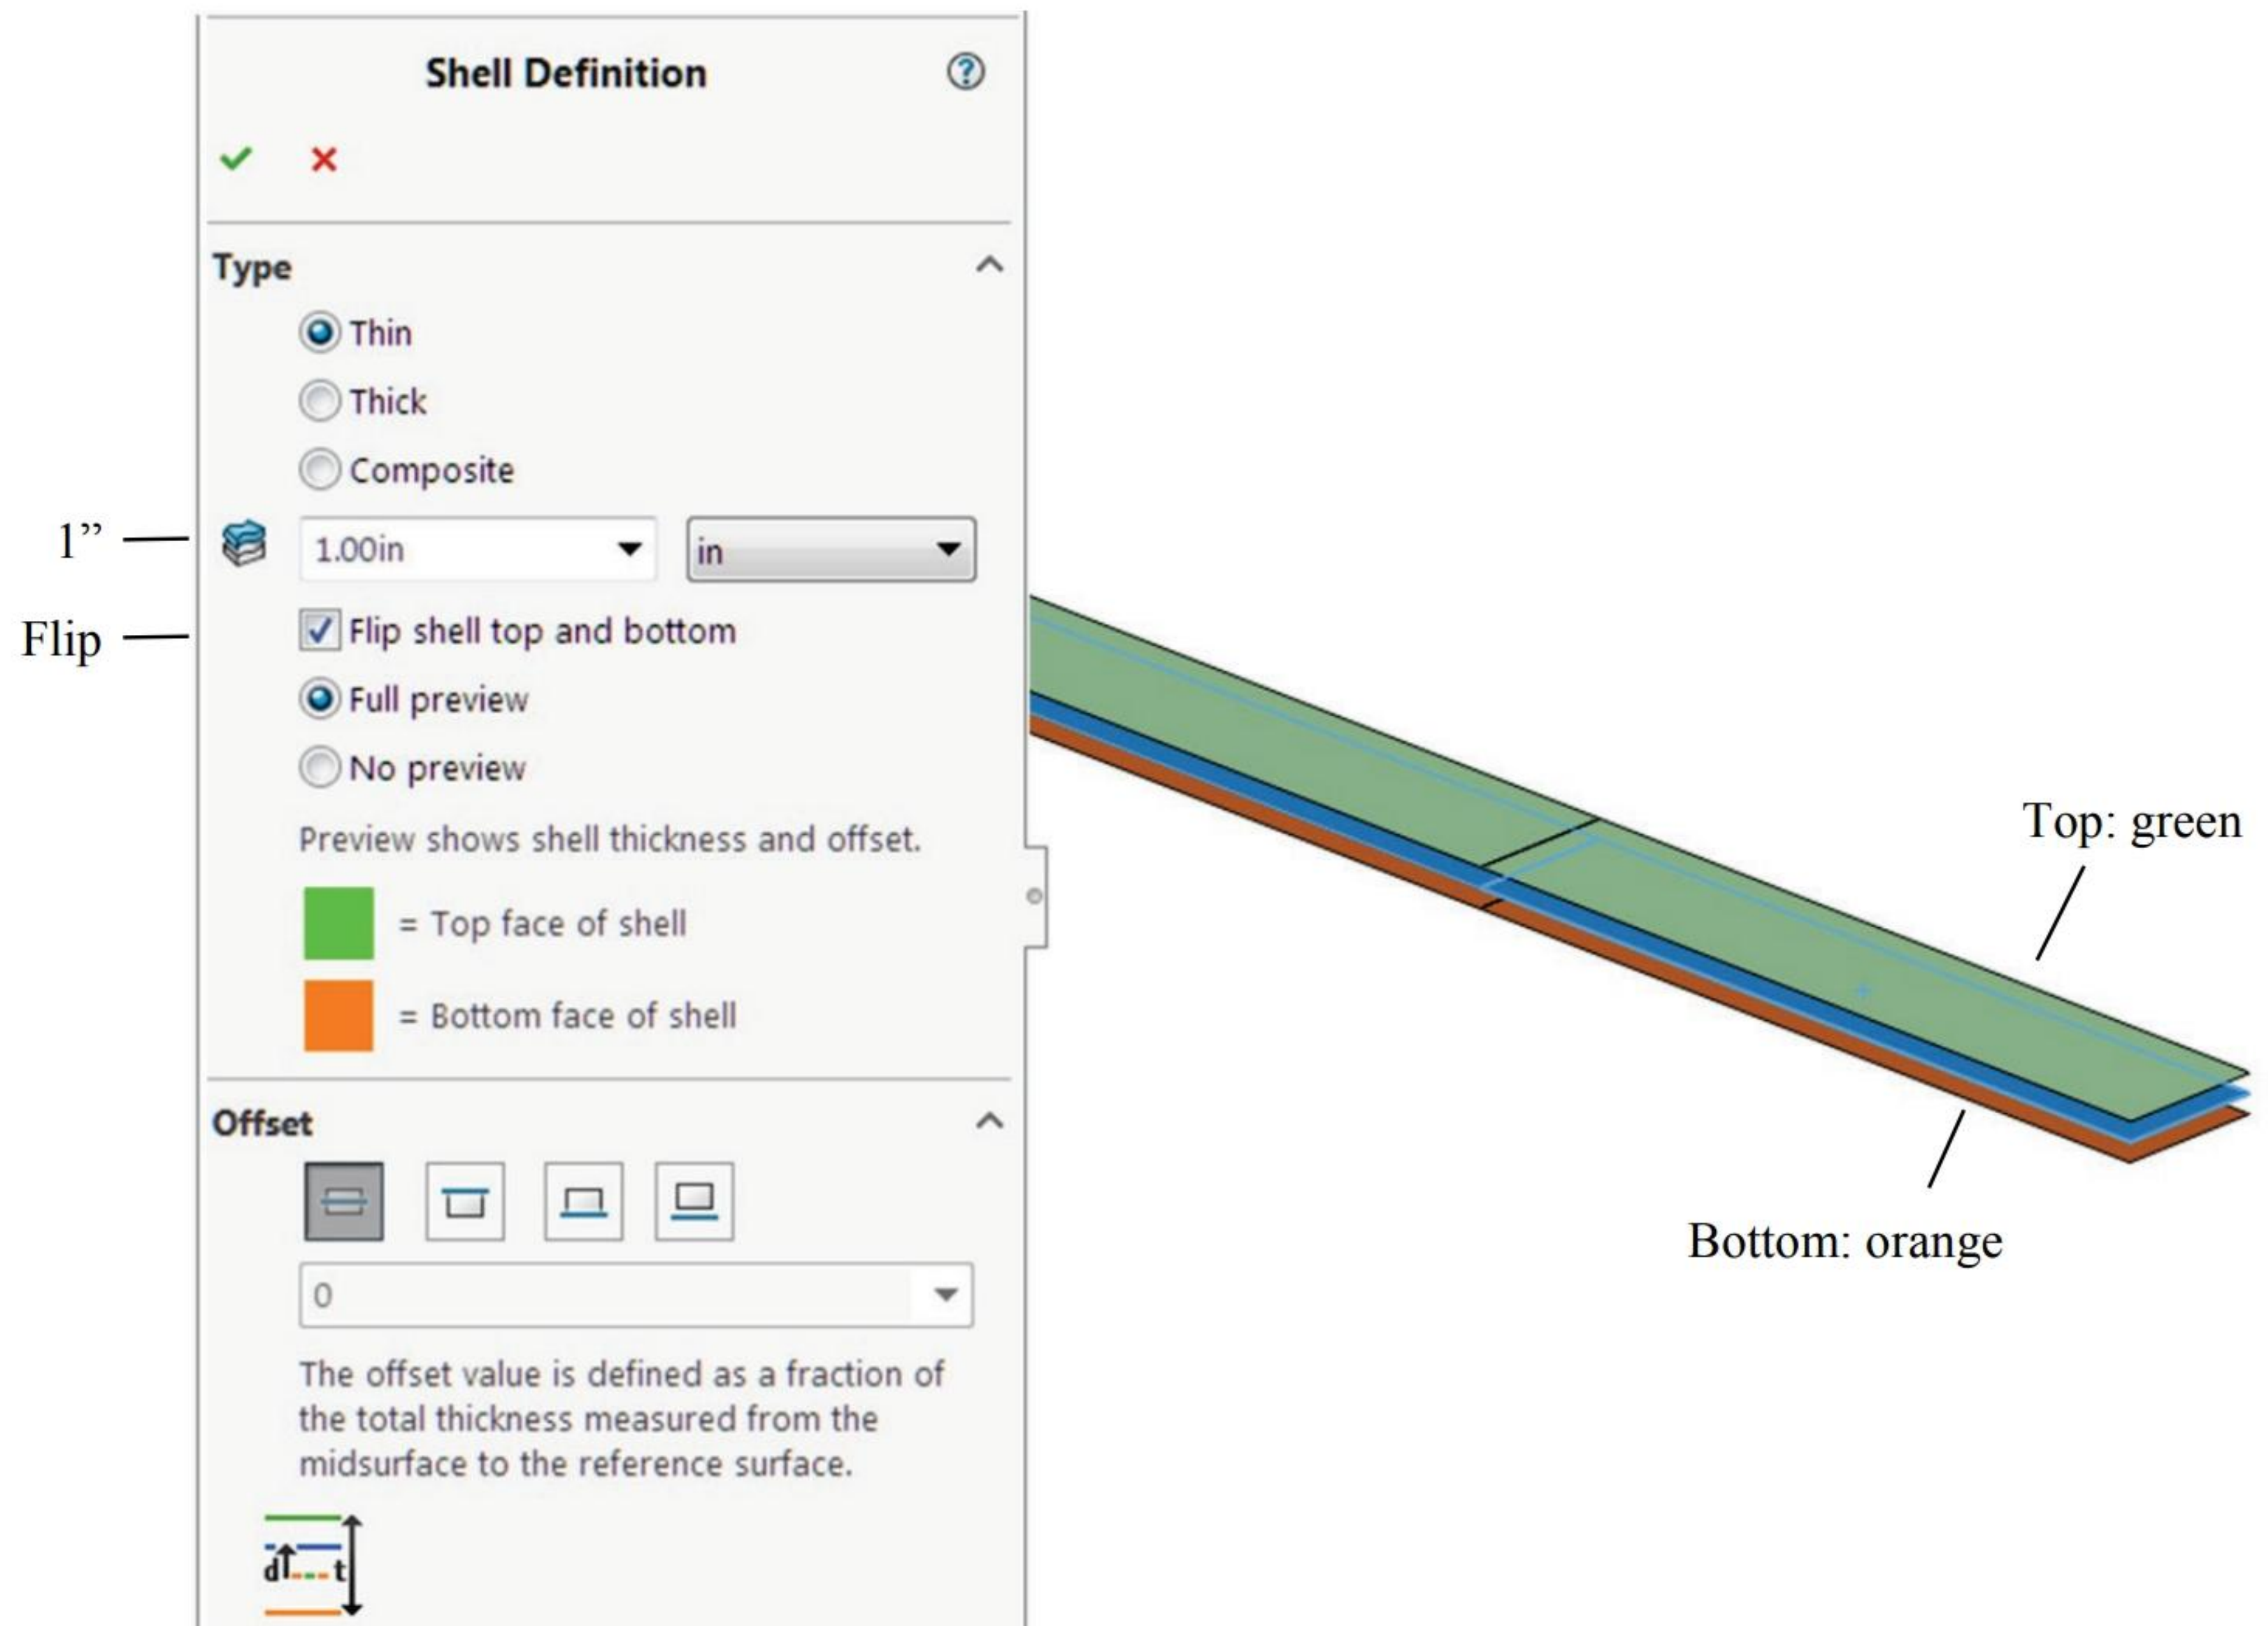 Shell Definition
?
Type
Thin
Thick
Composite
1”
1.00in
in
Flip
Flip shell top and bottom
Full preview
No preview
Preview shows shell thickness and offset.
= Top face of shell
= Bottom face of shell
Offset
0
The offset value is defined as a fraction of
the total thickness measured from the
midsurface to the reference surface.
d t
Top: green
Bottom: orange